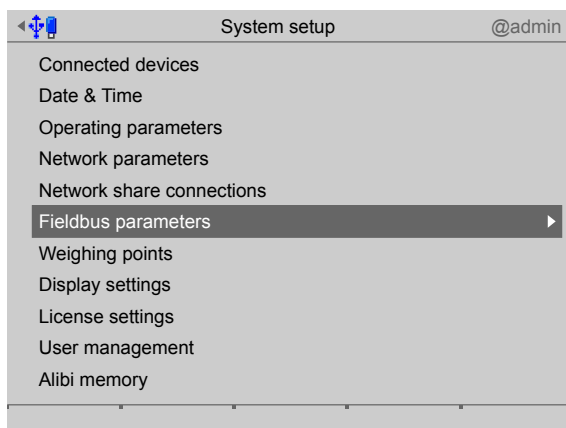 System setup @admin
Connected devices
Date & Time
Operating parameters
Network parameters
Network share connections
Fieldbus parameters
Weighing points
Display settings
License settings
User management
Alibi memory